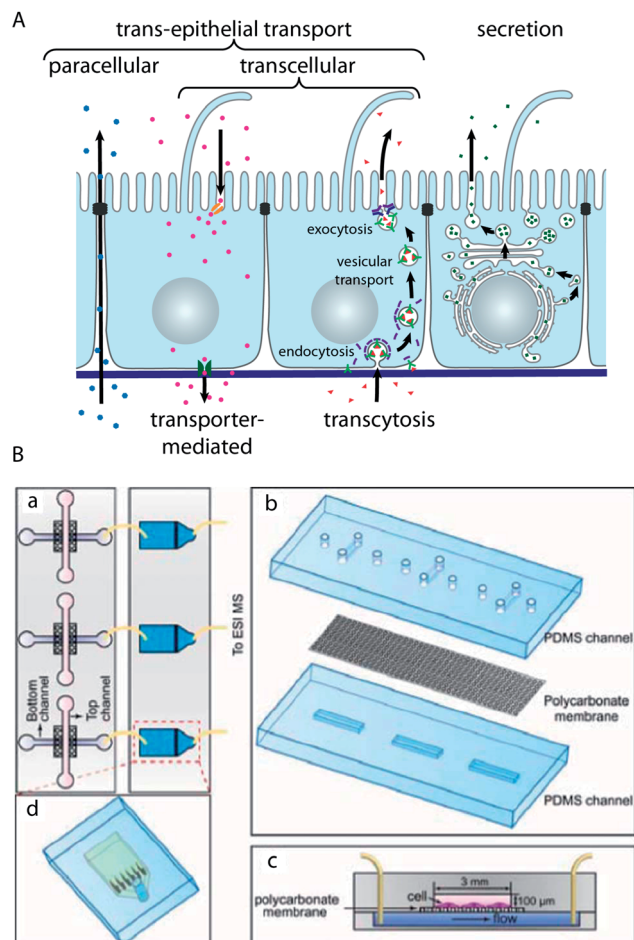 A
trans-epithelial transport
secretion
paracellular
transcellular
exocytosis
vesicular
transport
endocytosis
transporter-
mediated
transcytosis
B
a
Bottom
channel
Top
channel
To ESI MS
b
PDMS channel
Polycarbonate
membrane
PDMS channel
d
c
3 mm
cell
100 μm
polycarbonate
membrane
flow